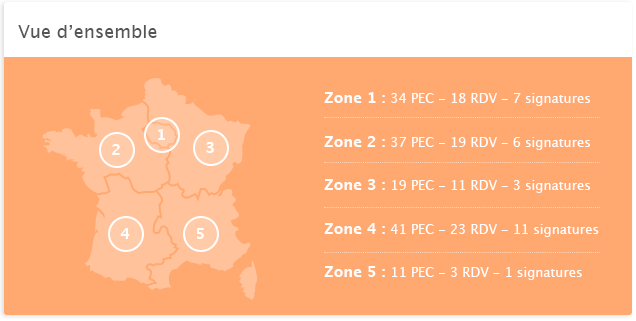 Vue d’ensemble
1
2
3
4
5
Zone 1 : 34 PEC – 18 RDV – 7 signatures
Zone 2 : 37 PEC – 19 RDV – 6 signatures
Zone 3 : 19 PEC – 11 RDV – 3 signatures
Zone 4 : 41 PEC – 23 RDV – 11 signatures
Zone 5 : 11 PEC – 3 RDV – 1 signatures